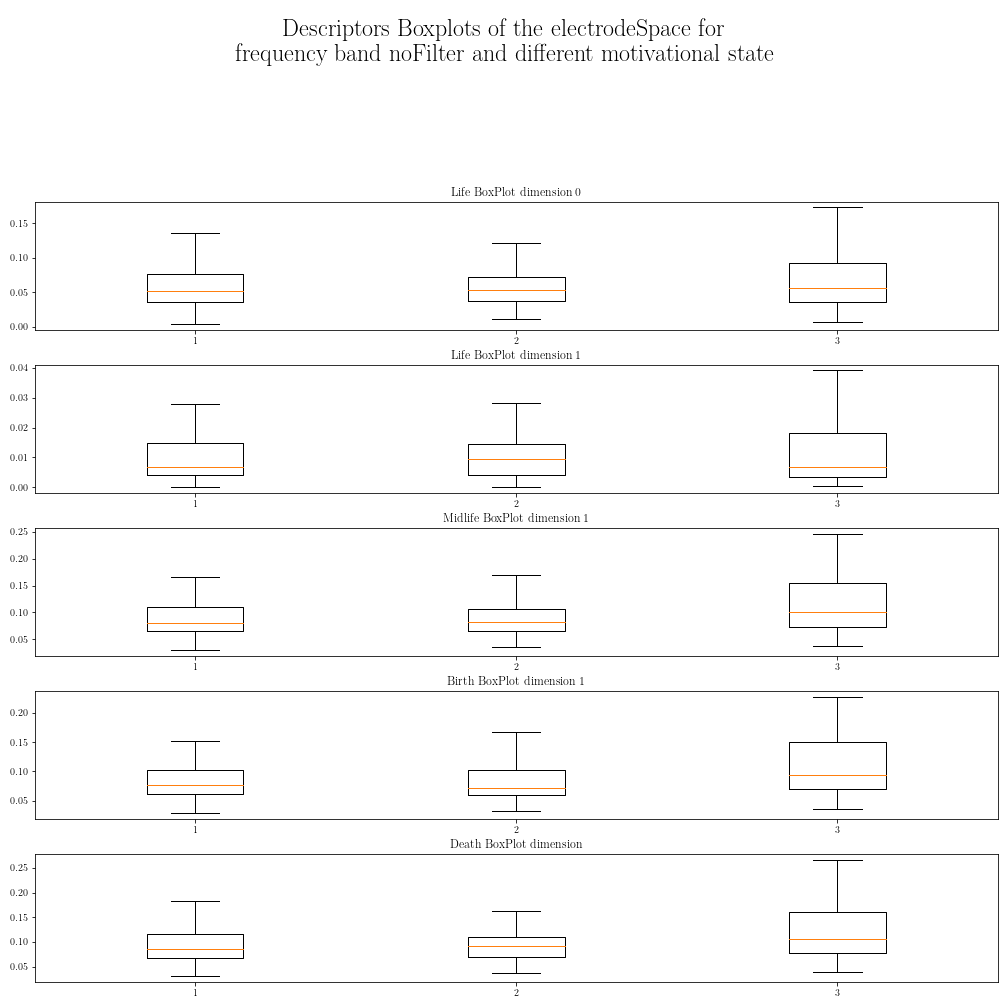 Descriptors Boxplots of the electrodeSpace for
frequency band noFilter and different motivational state
Life BoxPlot dimension 0
0.15
0.10
0.05
0.00
1 2 3
Life BoxPlot dimension 1
0.04
0.03
0.02
0.01
0.00
1 2 3
Midlife BoxPlot dimension 1
0.25
0.20
0.15
0.10
0.05
1 2 3
Birth BoxPlot dimension 1
0.20
0.15
0.10
0.05
1 2 3
Death BoxPlot dimension
0.25
0.20
0.15
0.10
0.05
1 2 3